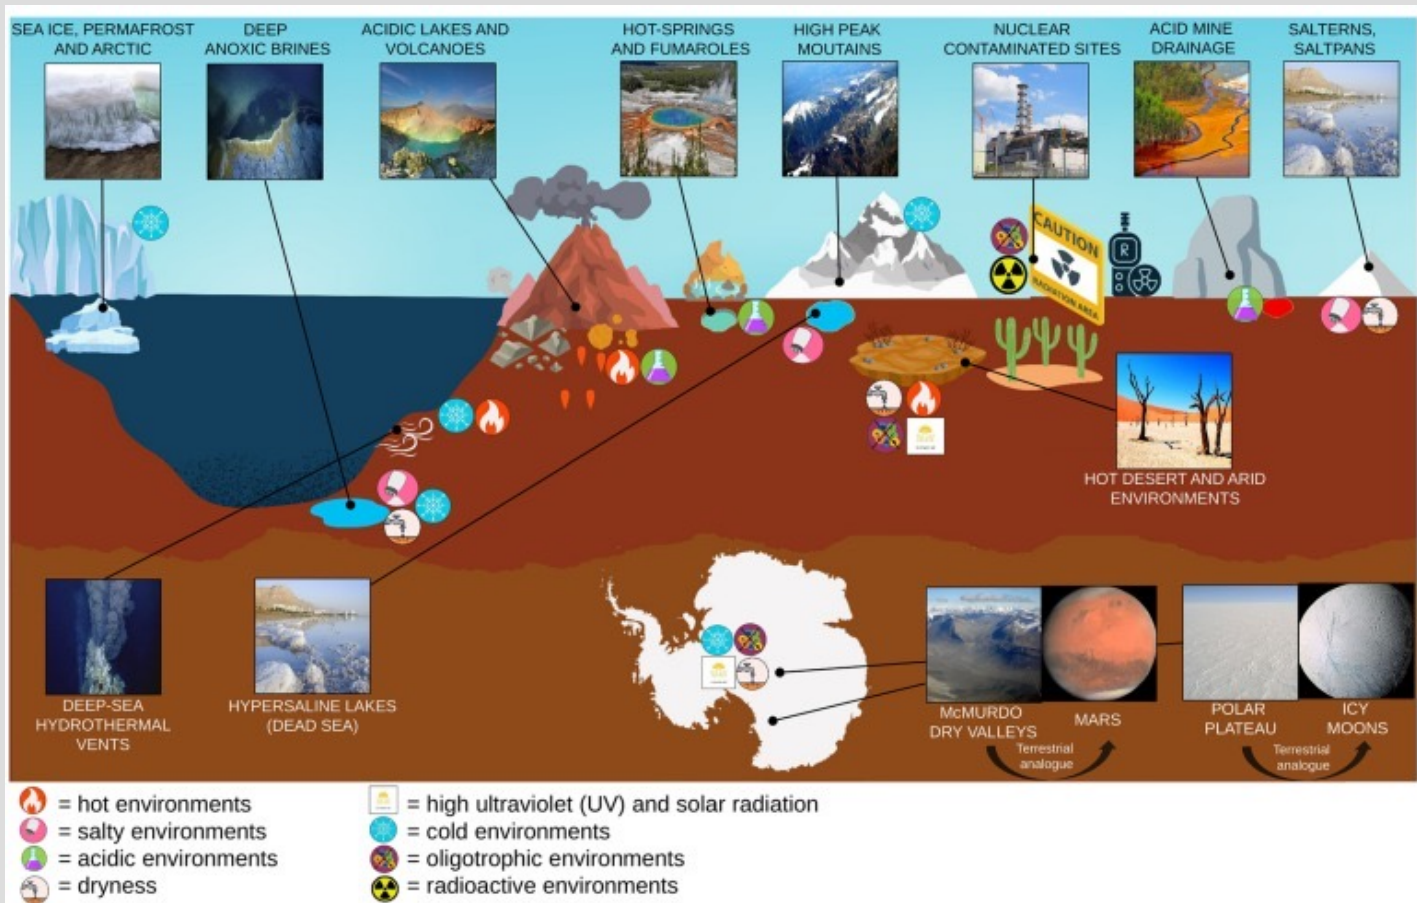 SEA ICE, PERMAFROST
AND ARCTIC
DEEP
ANOXIC BRINES
ACIDIC LAKES AND
VOLCANOES
HOT-SPRINGS
AND FUMAROLES
HIGH PEAK
MOUTAINS
NUCLEAR
CONTAMINATED SITES
ACID MINE
DRAINAGE
SALTERNS,
SALTPANS
CAUTION
RADIATION AREA
R
HOT DESERT AND ARID
ENVIRONMENTS
DEEP-SEA
HYDROTHERMAL
VENTS
HYPERSALINE LAKES
(DEAD SEA)
McMURDO
DRY VALLEYS
MARS
Terrestrial
analogue
POLAR
PLATEAU
ICY
MOONS
Terrestrial
analogue
= hot environments
= salty environments
= acidic environments
= dryness
= high ultraviolet (UV) and solar radiation
= cold environments
= oligotrophic environments
= radioactive environments